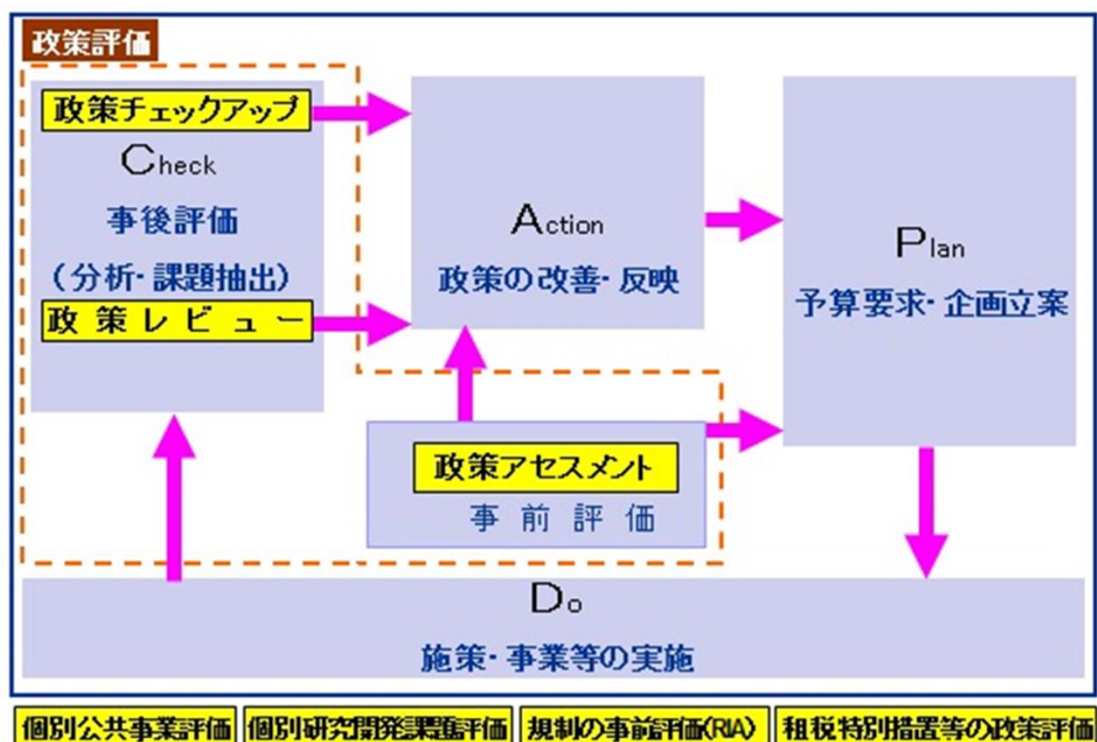 政策評価
政策チェックアップ
Check
事後評価
(分析・課題抽出)
政策レビュー
Action
政策の改善・反映
Plan
予算要求・企画立案
政策アセスメント
事前評価
Do
施策・事業等の実施
個別公共事業評価
個別研究開発課題評価
規制の事前評価(RIA)
租税特別措置等の政策評価